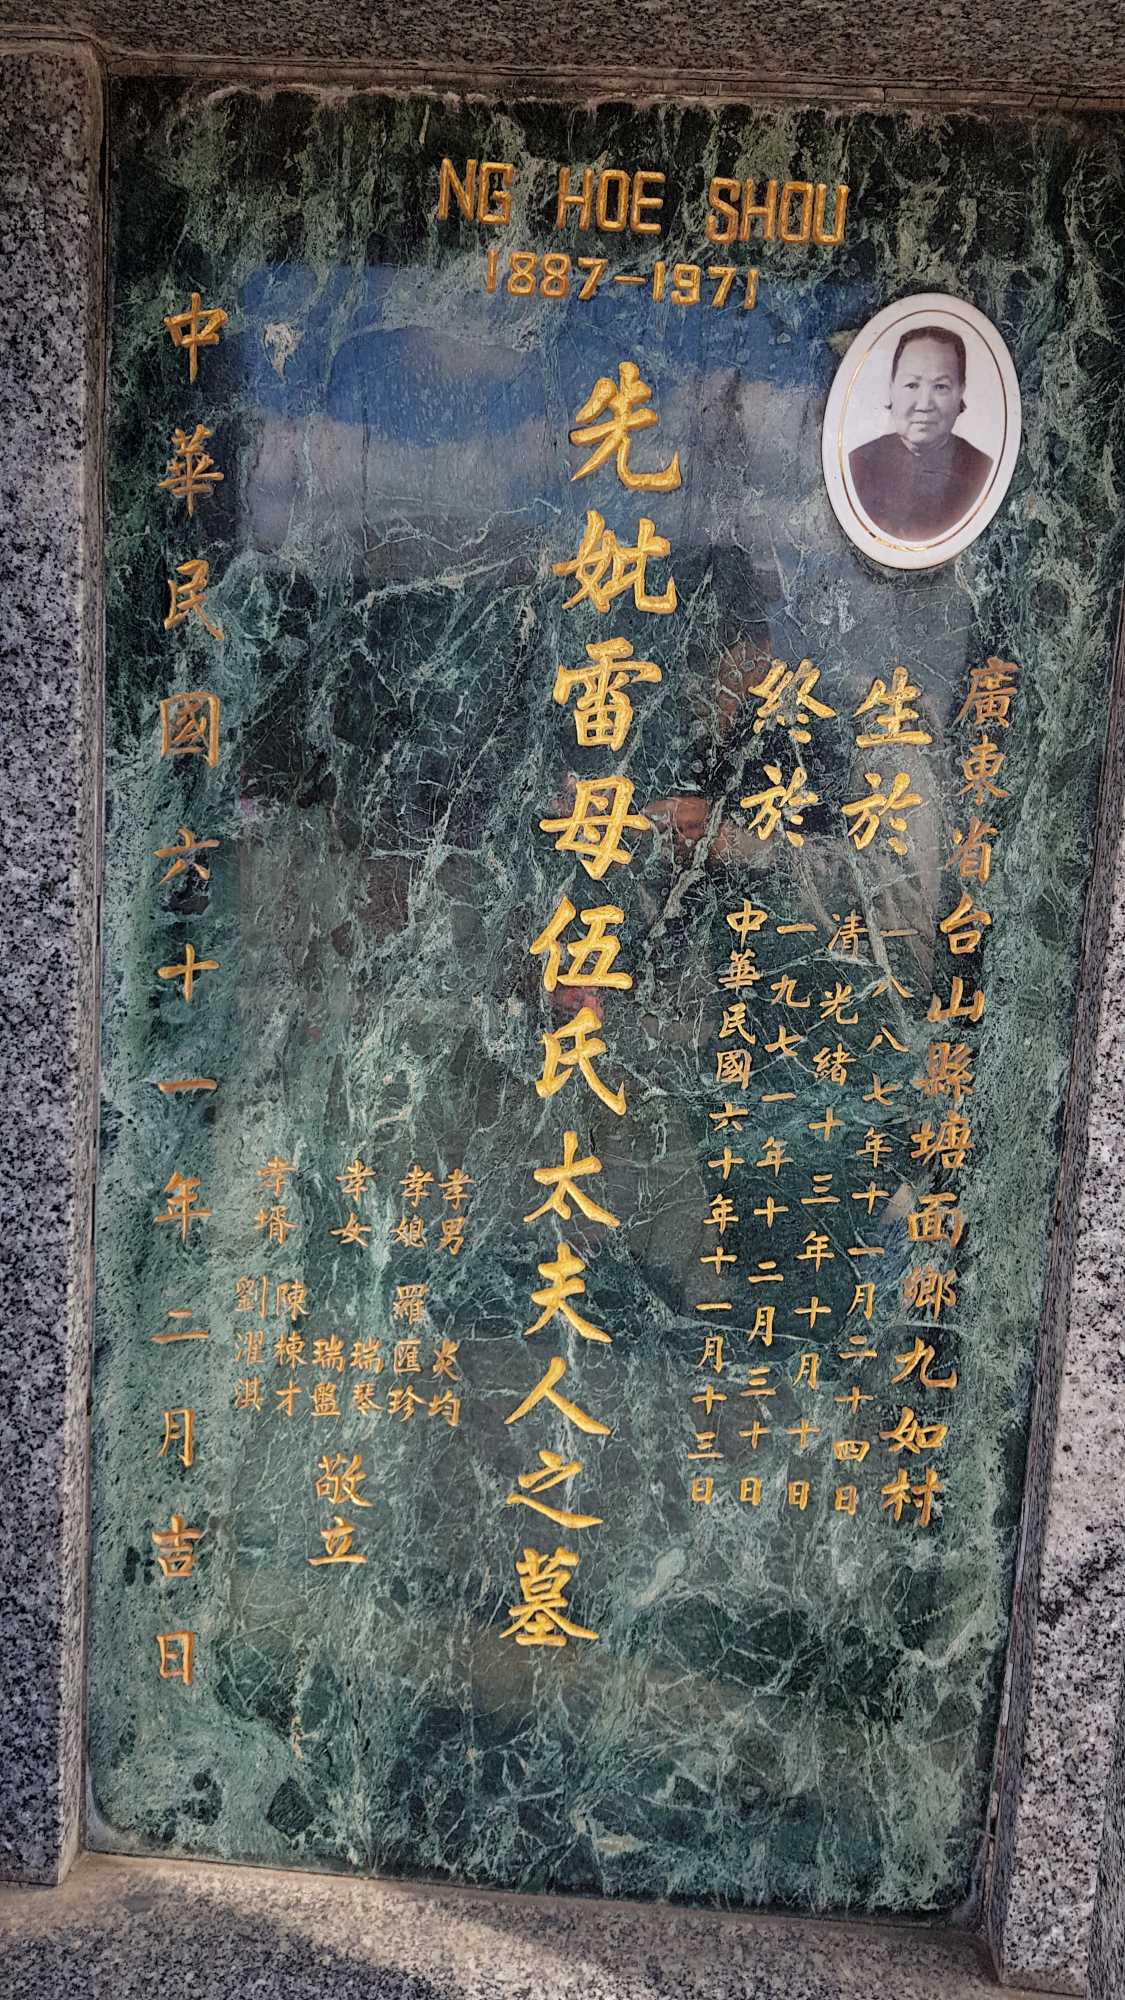 NG HOE SHOU
1887-1971
廣東省台山縣塘面鄉九如村
生於
一八八七年十一月二十四日
清光緒十三年十月十日
終於
一九七一年十二月三十日
中華民國六十年十一月十三日
先妣雷母伍氏太夫人之墓
孝男 炎均
孝媳 羅匯珍
孝女 瑞琴
瑞盤
孝壻 陳棟才
劉濯淇
敬立
中華民國六十一年二月吉日